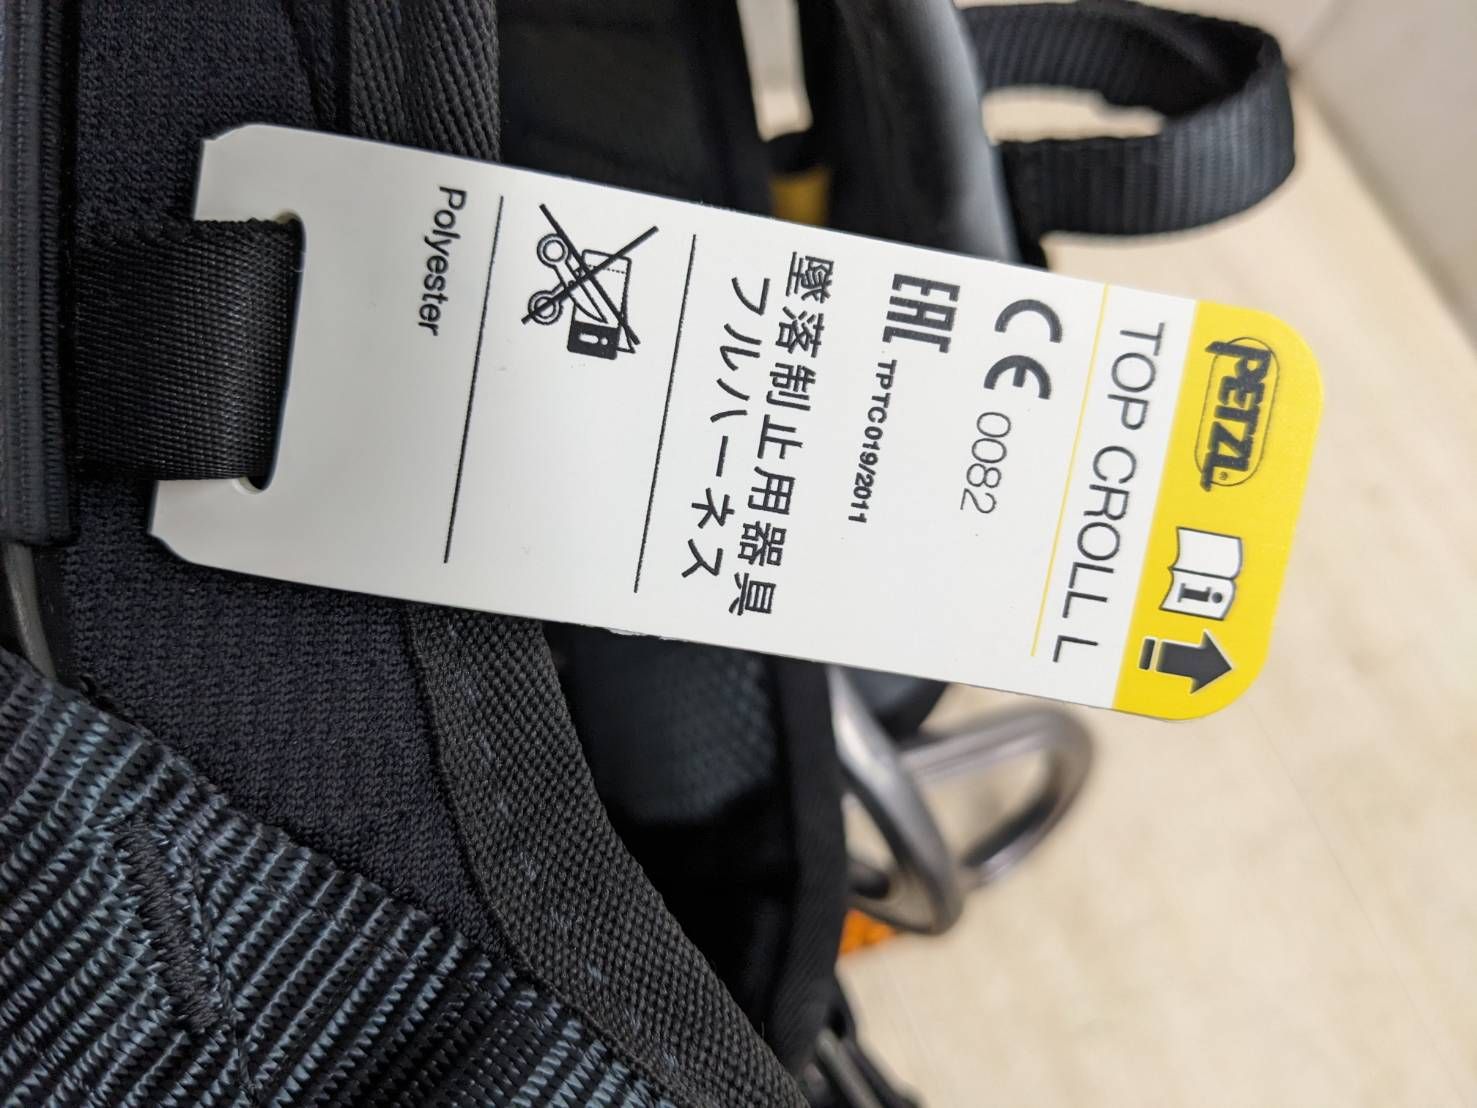 PETZL
TOP CROLL L
CE 0082
EAC TP TC 019/2011
墜落制止用器具
フルハーネス
Polyester